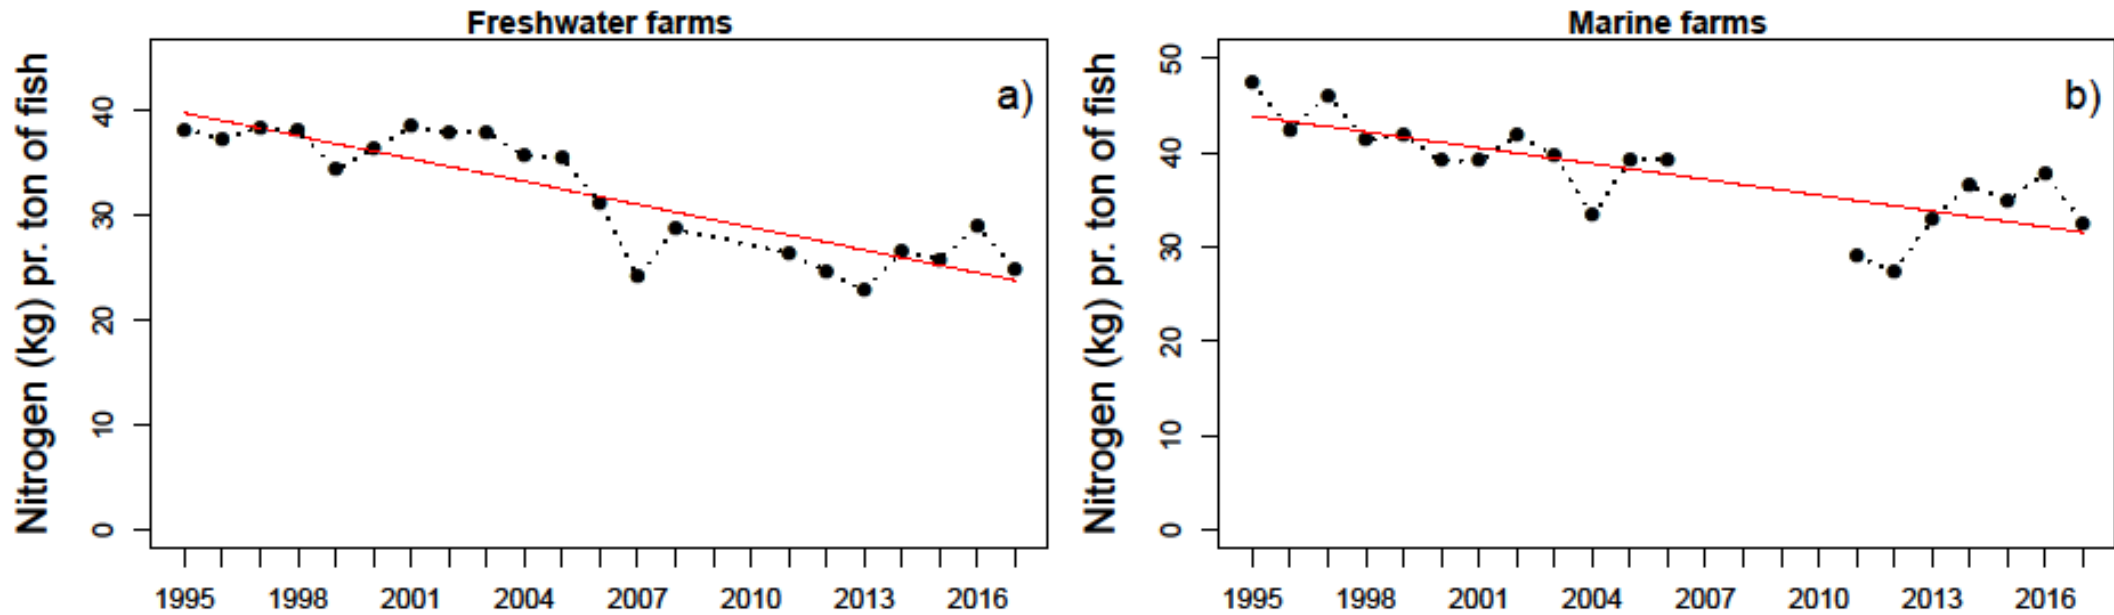 Freshwater farms
Nitrogen (kg) pr. ton of fish
40
30
20
10
0
a)
1995 1998 2001 2004 2007 2010 2013 2016
Marine farms
Nitrogen (kg) pr. ton of fish
50
40
30
20
10
0
b)
1995 1998 2001 2004 2007 2010 2013 2016